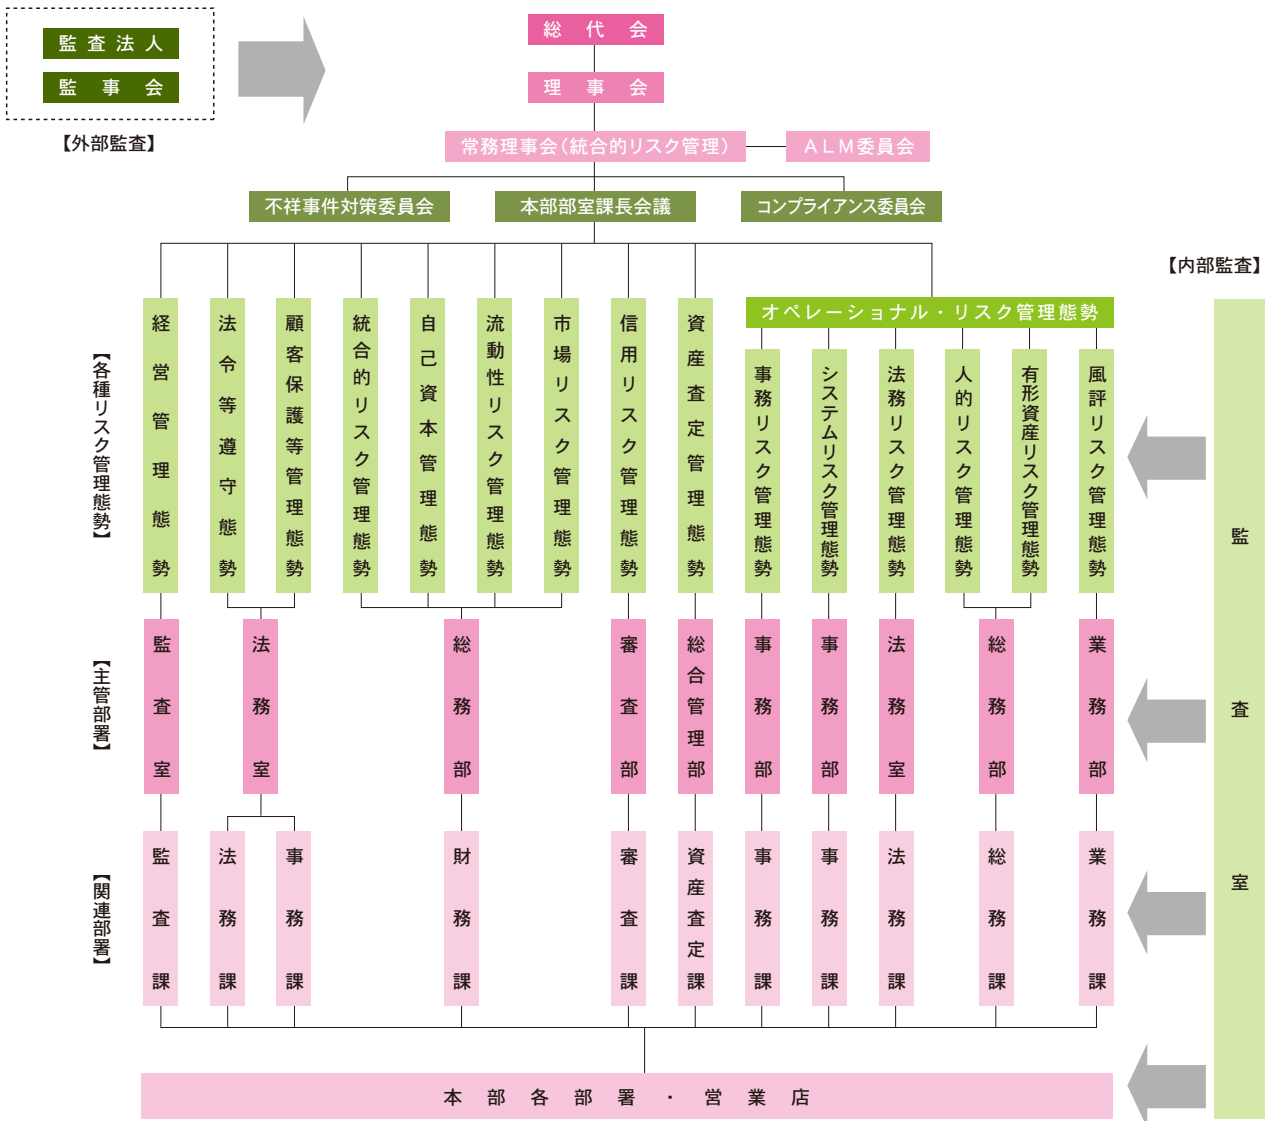 監査法人
監事会
【外部監査】
総代会
理事会
常務理事会(統合的リスク管理)
ALM委員会
不祥事件対策委員会
本部部室課長会議
コンプライアンス委員会
【内部監査】
【各種リスク管理態勢】
経営管理態勢
法令等遵守態勢
顧客保護等管理態勢
統合的リスク管理態勢
自己資本管理態勢
流動性リスク管理態勢
市場リスク管理態勢
信用リスク管理態勢
資産査定管理態勢
オペレーショナル・リスク管理態勢
事務リスク管理態勢
システムリスク管理態勢
法務リスク管理態勢
人的リスク管理態勢
有形資産リスク管理態勢
風評リスク管理態勢
【主管部署】
監査室
法務室
総務部
審査部
総合管理部
事務部
事務部
法務室
総務部
業務部
【関連部署】
監査課
法務課
事務課
財務課
審査課
資産査定課
事務課
事務課
法務課
総務課
業務課
監査室
本部各部署・営業店